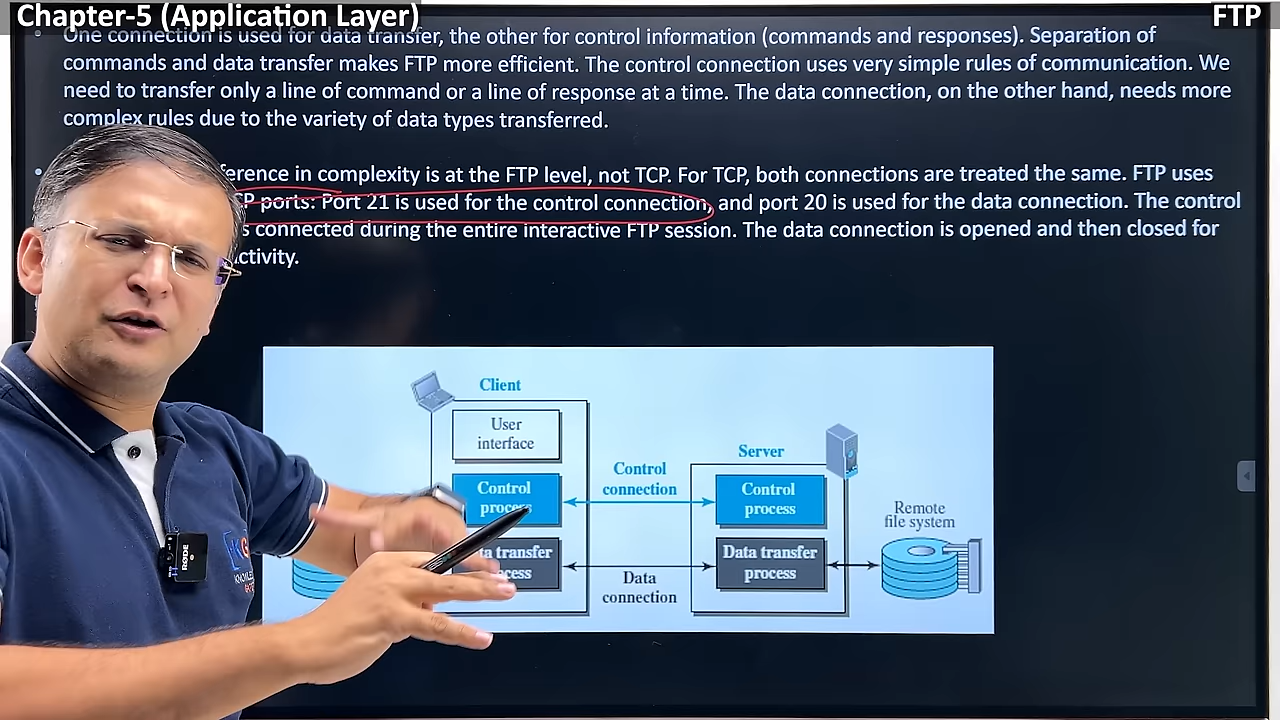 Chapter-5 (Application Layer)
FTP
• One connection is used for data transfer, the other for control information (commands and responses). Separation of
commands and data transfer makes FTP more efficient. The control connection uses very simple rules of communication. We
need to transfer only a line of command or a line of response at a time. The data connection, on the other hand, needs more
complex rules due to the variety of data types transferred.
• ference in complexity is at the FTP level, not TCP. For TCP, both connections are treated the same. FTP uses
CP ports: Port 21 is used for the control connection, and port 20 is used for the data connection. The control
s connected during the entire interactive FTP session. The data connection is opened and then closed for
ctivity.
Client
User
interface
Control
process
ta transfer
ocess
Control
connection
Data
connection
Server
Control
process
Data transfer
process
Remote
file system
RODE
KG